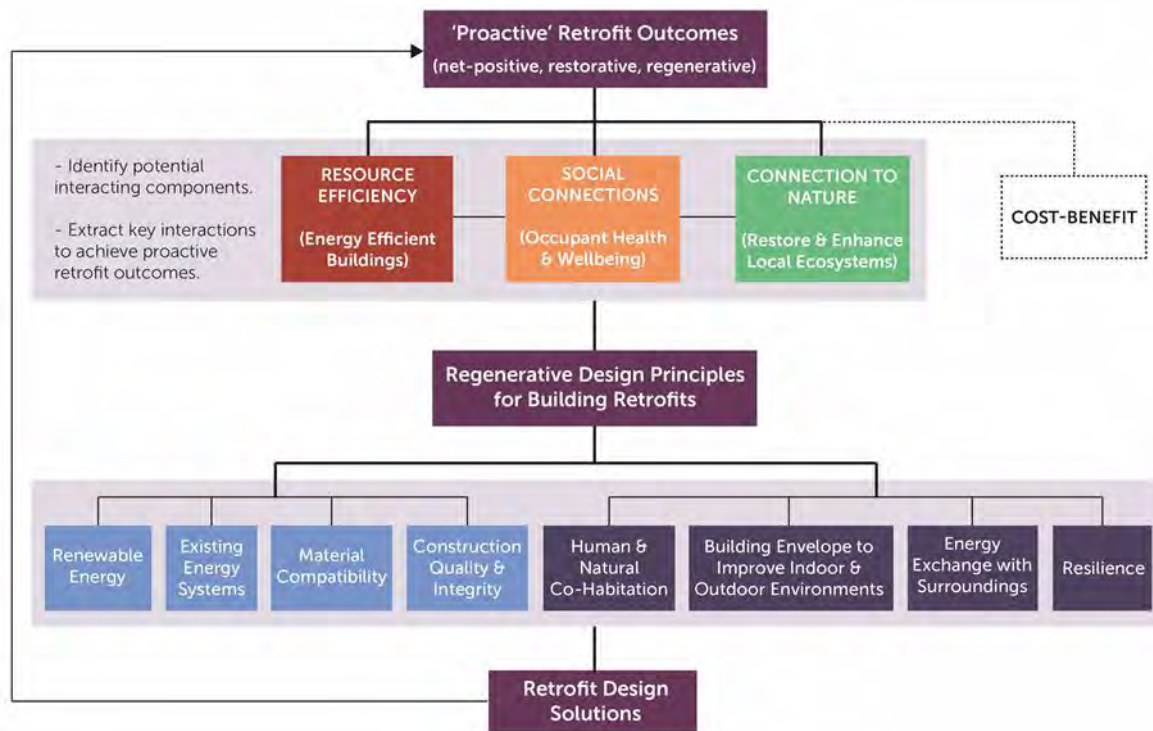 ‘Proactive’ Retrofit Outcomes
(net-positive, restorative, regenerative)
- Identify potential
interacting components.
- Extract key interactions
to achieve proactive
retrofit outcomes.
RESOURCE
EFFICIENCY
(Energy Efficient
Buildings)
SOCIAL
CONNECTIONS
(Occupant Health
& Wellbeing)
CONNECTION TO
NATURE
(Restore & Enhance
Local Ecosystems)
COST-BENEFIT
Regenerative Design Principles
for Building Retrofits
Renewable
Energy
Existing
Energy
Systems
Material
Compatibility
Construction
Quality &
Integrity
Human &
Natural
Co-Habitation
Building Envelope to
Improve Indoor &
Outdoor Environments
Energy
Exchange with
Surroundings
Resilience
Retrofit Design
Solutions